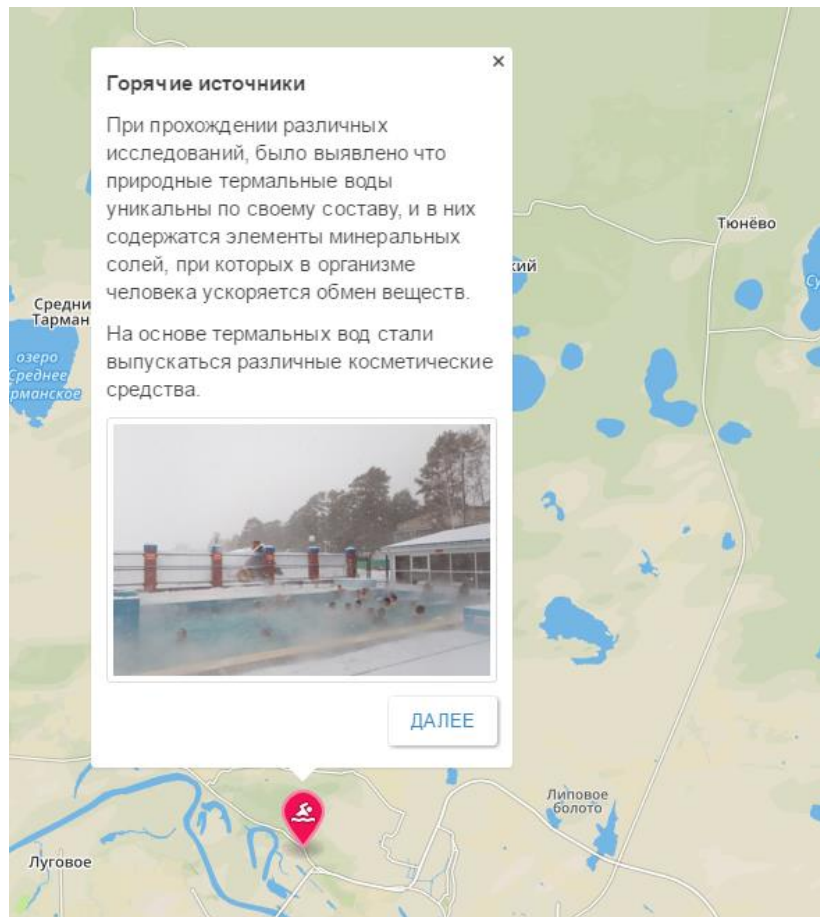 ×
Горячие источники
При прохождении различных
исследований, было выявлено что
природные термальные воды
уникальны по своему составу, и в них
содержатся элементы минеральных
солей, при которых в организме
человека ускоряется обмен веществ.
На основе термальных вод стали
выпускаться различные косметические
средства.
ДАЛЕЕ
Тюнёво
кий
Средни
Тарман
озеро
Среднее
рманское
Су
Липовое
болото
Луговое